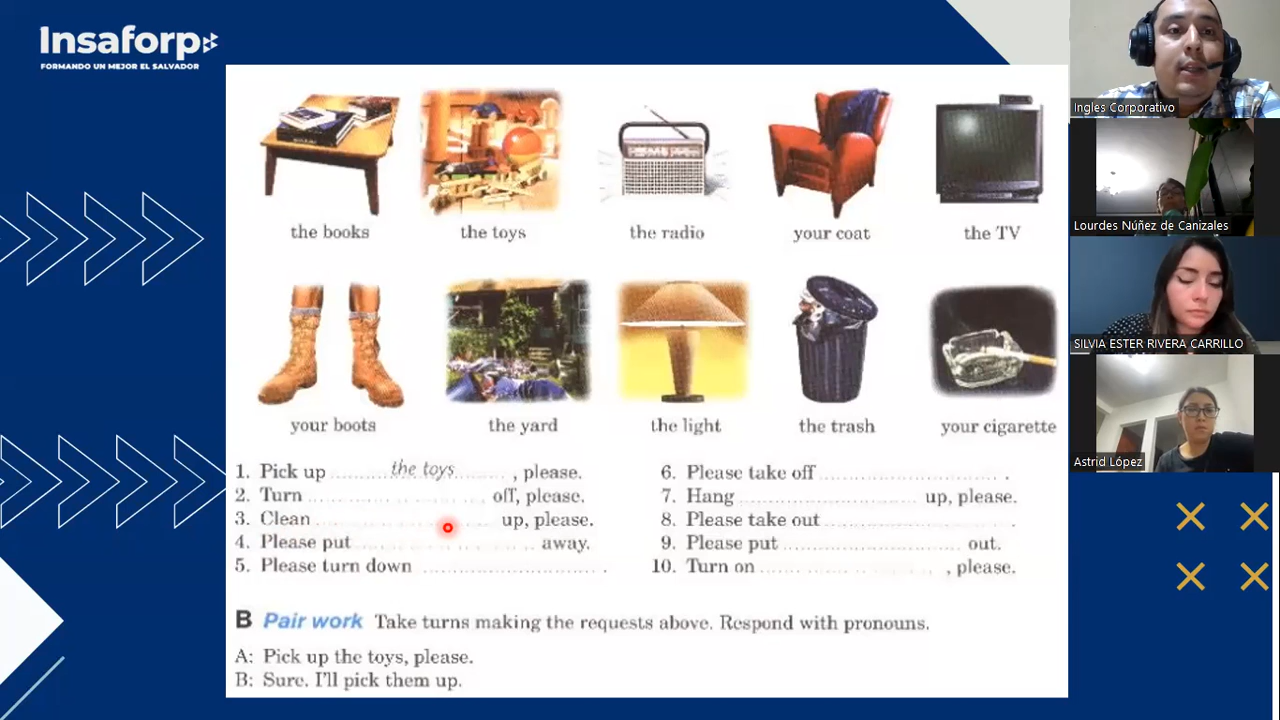 Insaforp
FORMANDO UN MEJOR EL SALVADOR
the books the toys the radio your coat the TV
your boots the yard the light the trash your cigarette
1. Pick up the toys , please.
2. Turn off, please.
3. Clean up, please.
4. Please put away.
5. Please turn down .
6. Please take off .
7. Hang up, please.
8. Please take out .
9. Please put out.
10. Turn on , please.
B Pair work Take turns making the requests above. Respond with pronouns.
A: Pick up the toys, please.
B: Sure. I'll pick them up.
Ingles Corporativo
Lourdes Núñez de Canizales
SILVIA ESTER RIVERA CARRILLO
Astrid López